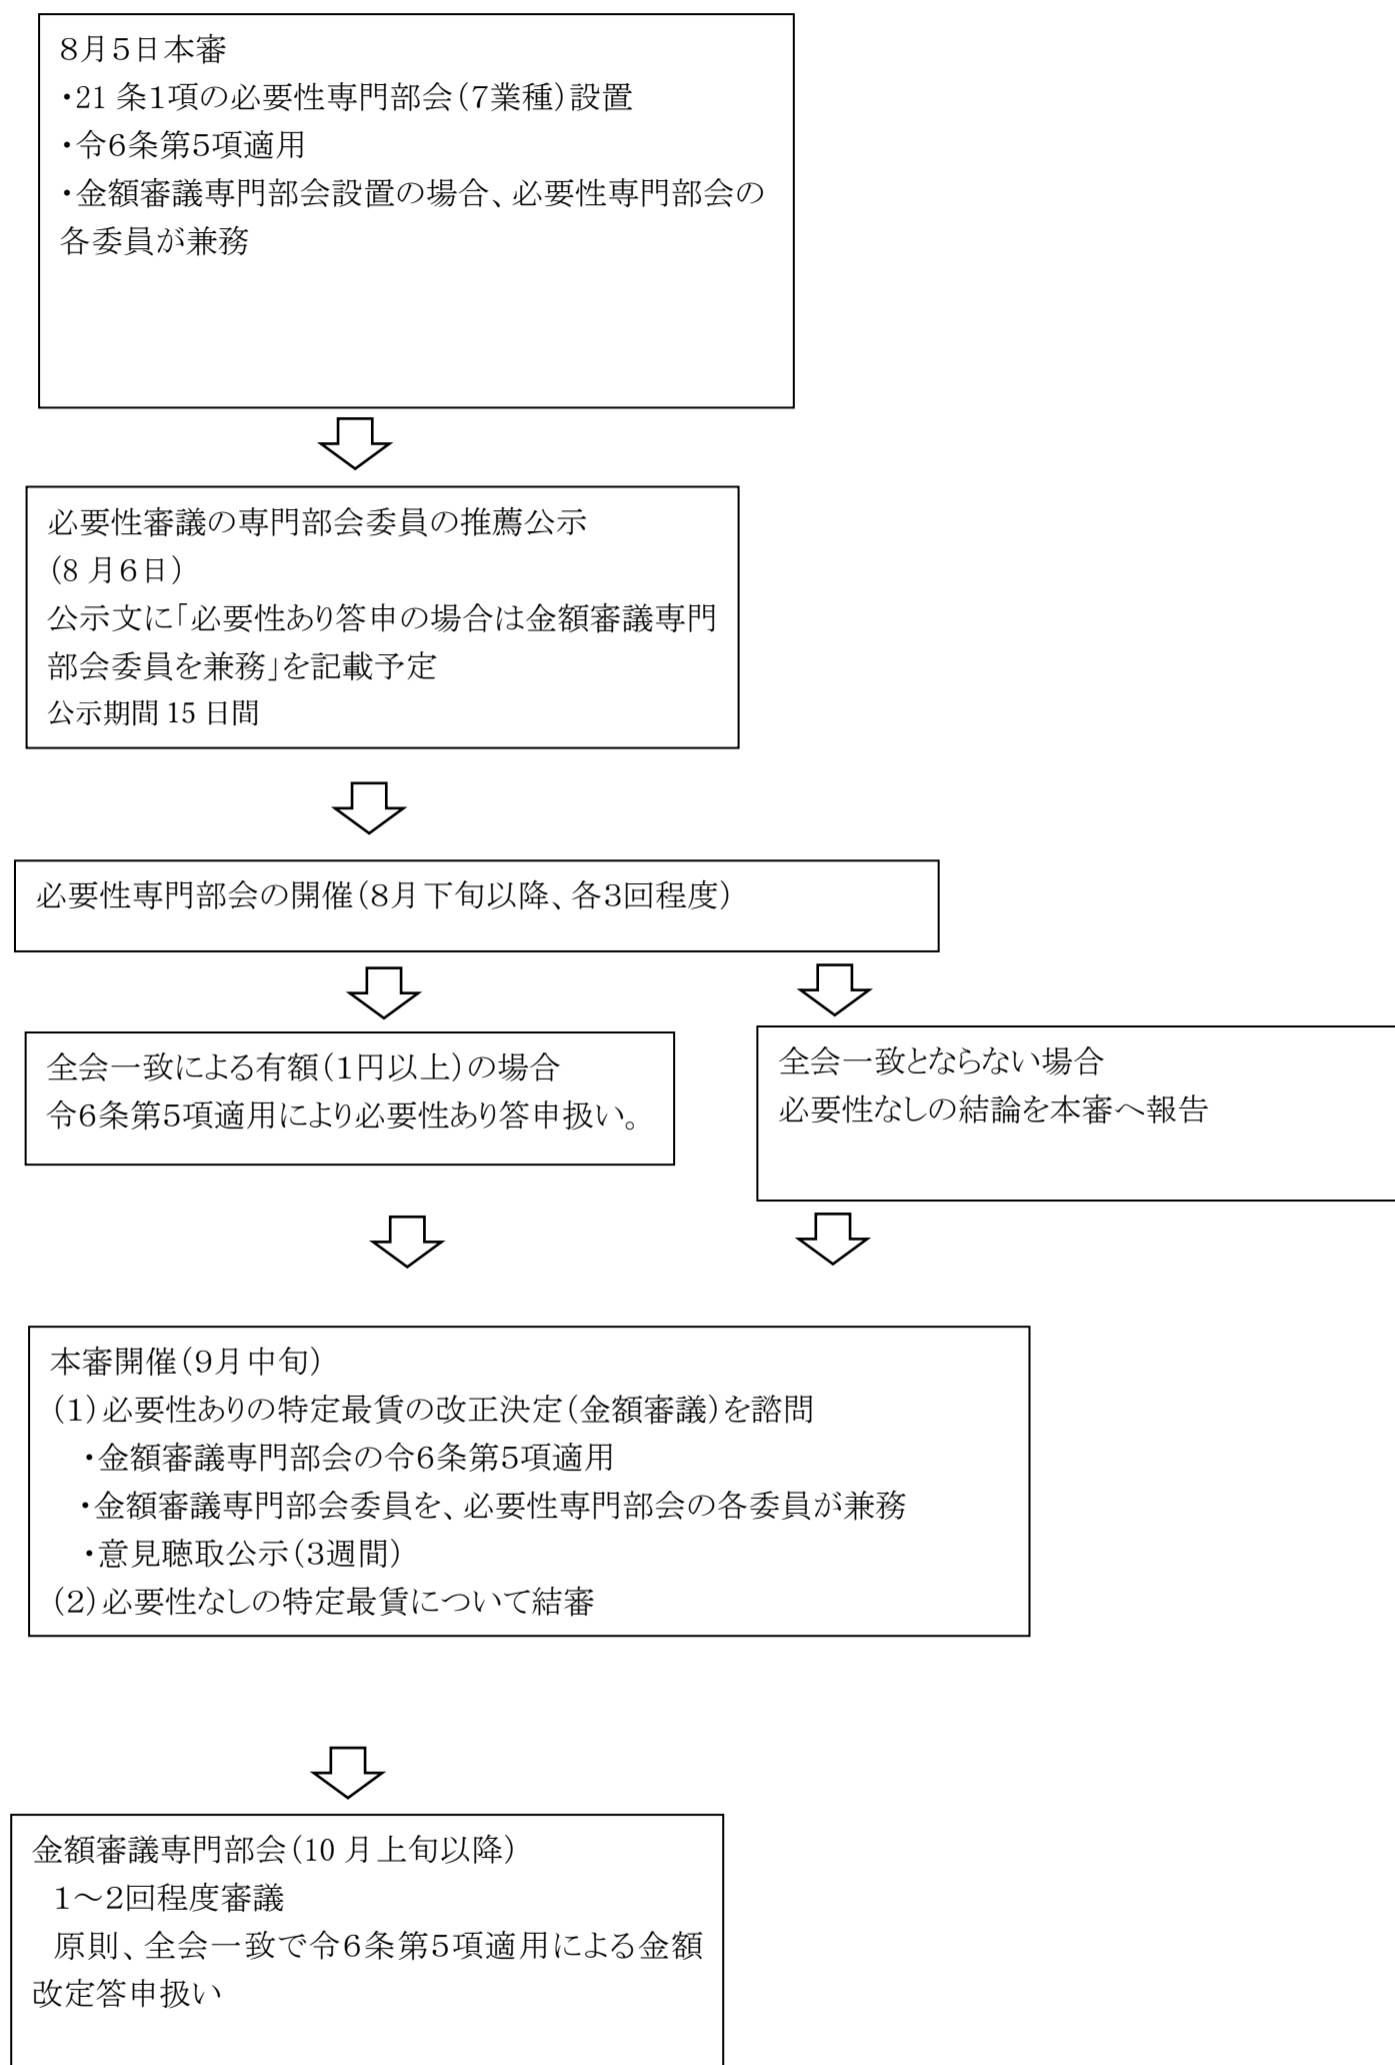 8月5日本審
・21 条1項の必要性専門部会（7業種）設置
・令6条第5項適用
・金額審議専門部会設置の場合、必要性専門部会の
各委員が兼務
必要性審議の専門部会委員の推薦公示
（8 月6日）
公示文に「必要性あり答申の場合は金額審議専門
部会委員を兼務」を記載予定
公示期間 15 日間
必要性専門部会の開催（8月下旬以降、各3回程度）
全会一致による有額（1円以上）の場合
令6条第5項適用により必要性あり答申扱い。
全会一致とならない場合
必要性なしの結論を本審へ報告
本審開催（9月中旬）
（1）必要性ありの特定最賃の改正決定（金額審議）を諮問
・金額審議専門部会の令6条第5項適用
・金額審議専門部会委員を、必要性専門部会の各委員が兼務
・意見聴取公示（3週間）
（2）必要性なしの特定最賃について結審
金額審議専門部会（10 月上旬以降）
1～2回程度審議
原則、全会一致で令6条第5項適用による金額
改定答申扱い